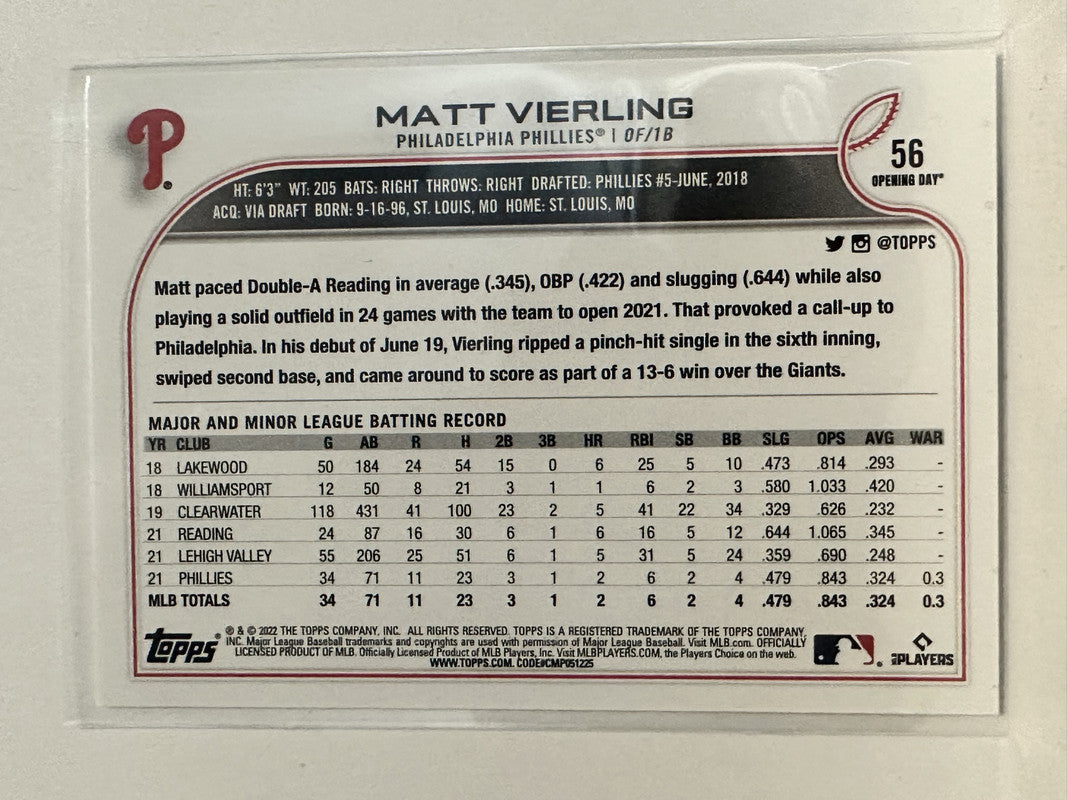 P
MATT VIERLING
PHILADELPHIA PHILLIES® | OF/1B
56
OPENING DAY®
HT: 6'3" WT: 205 BATS: RIGHT THROWS: RIGHT DRAFTED: PHILLIES #5-JUNE, 2018
ACQ: VIA DRAFT BORN: 9-16-96, ST. LOUIS, MO HOME: ST. LOUIS, MO
@TOPPS
Matt paced Double-A Reading in average (.345), OBP (.422) and slugging (.644) while also
playing a solid outfield in 24 games with the team to open 2021. That provoked a call-up to
Philadelphia. In his debut of June 19, Vierling ripped a pinch-hit single in the sixth inning,
swiped second base, and came around to score as part of a 13-6 win over the Giants.
MAJOR AND MINOR LEAGUE BATTING RECORD
YR CLUB G AB R H 2B 3B HR RBI SB BB SLG OPS AVG WAR
18 LAKEWOOD 50 184 24 54 15 0 6 25 5 10 .473 .814 .293 -
18 WILLIAMSPORT 12 50 8 21 3 1 1 6 2 3 .580 1.033 .420 -
19 CLEARWATER 118 431 41 100 23 2 5 41 22 34 .329 .626 .232 -
21 READING 24 87 16 30 6 1 6 16 5 12 .644 1.065 .345 -
21 LEHIGH VALLEY 55 206 25 51 6 1 5 31 5 24 .359 .690 .248 -
21 PHILLIES 34 71 11 23 3 1 2 6 2 4 .479 .843 .324 0.3
MLB TOTALS 34 71 11 23 3 1 2 6 2 4 .479 .843 .324 0.3
Topps®
® & © 2022 THE TOPPS COMPANY, INC. ALL RIGHTS RESERVED. TOPPS IS A REGISTERED TRADEMARK OF THE TOPPS COMPANY,
INC. Major League Baseball trademarks and copyrights are used with permission of Major League Baseball. Visit MLB.com. OFFICIALLY
LICENSED PRODUCT OF MLB. Officially Licensed Product of MLB Players, Inc. Visit MLBPLAYERS.COM, the Players Choice on the web.
WWW.TOPPS.COM. CODE#CMP051225
PLAYERS